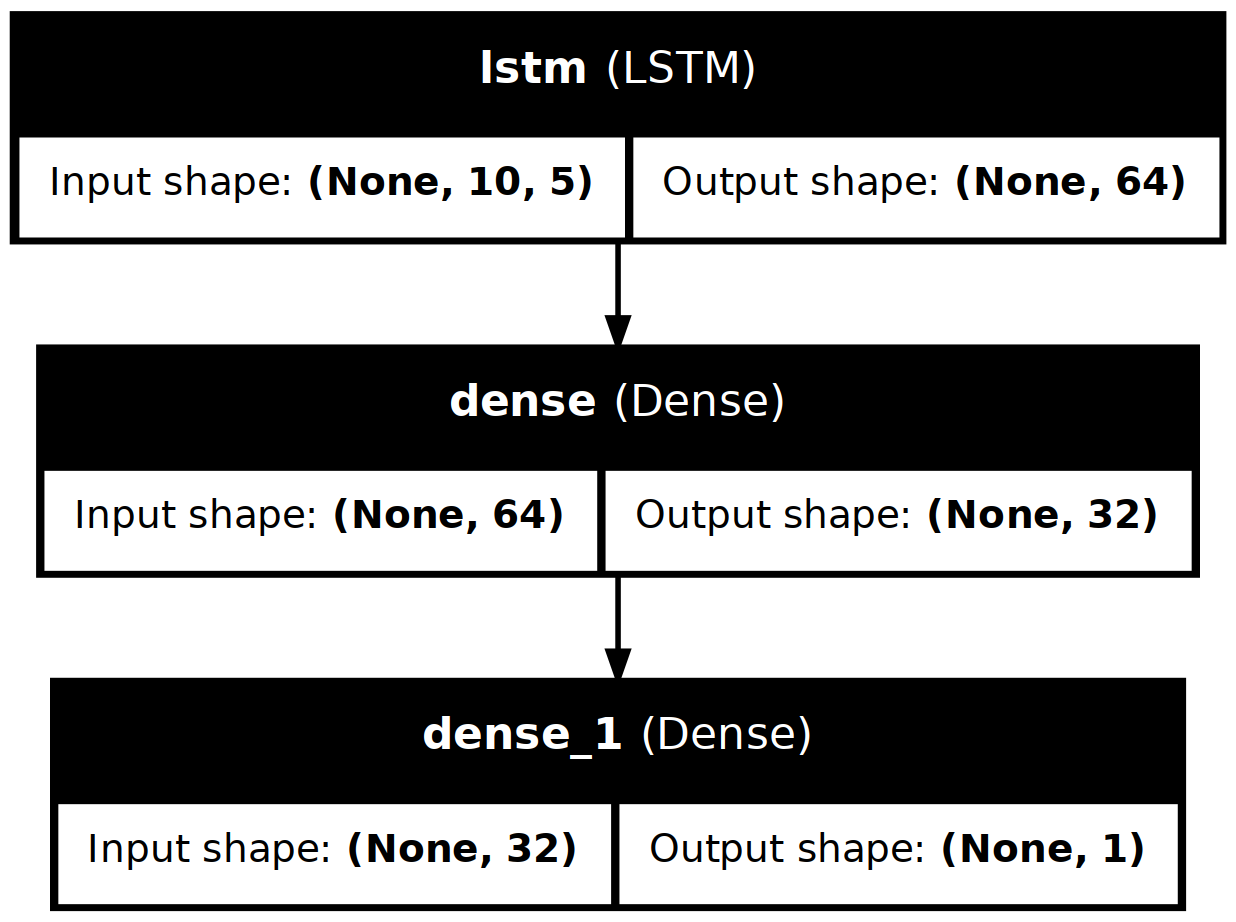 lstm (LSTM)
Input shape: (None, 10, 5) Output shape: (None, 64)
dense (Dense)
Input shape: (None, 64) Output shape: (None, 32)
dense_1 (Dense)
Input shape: (None, 32) Output shape: (None, 1)